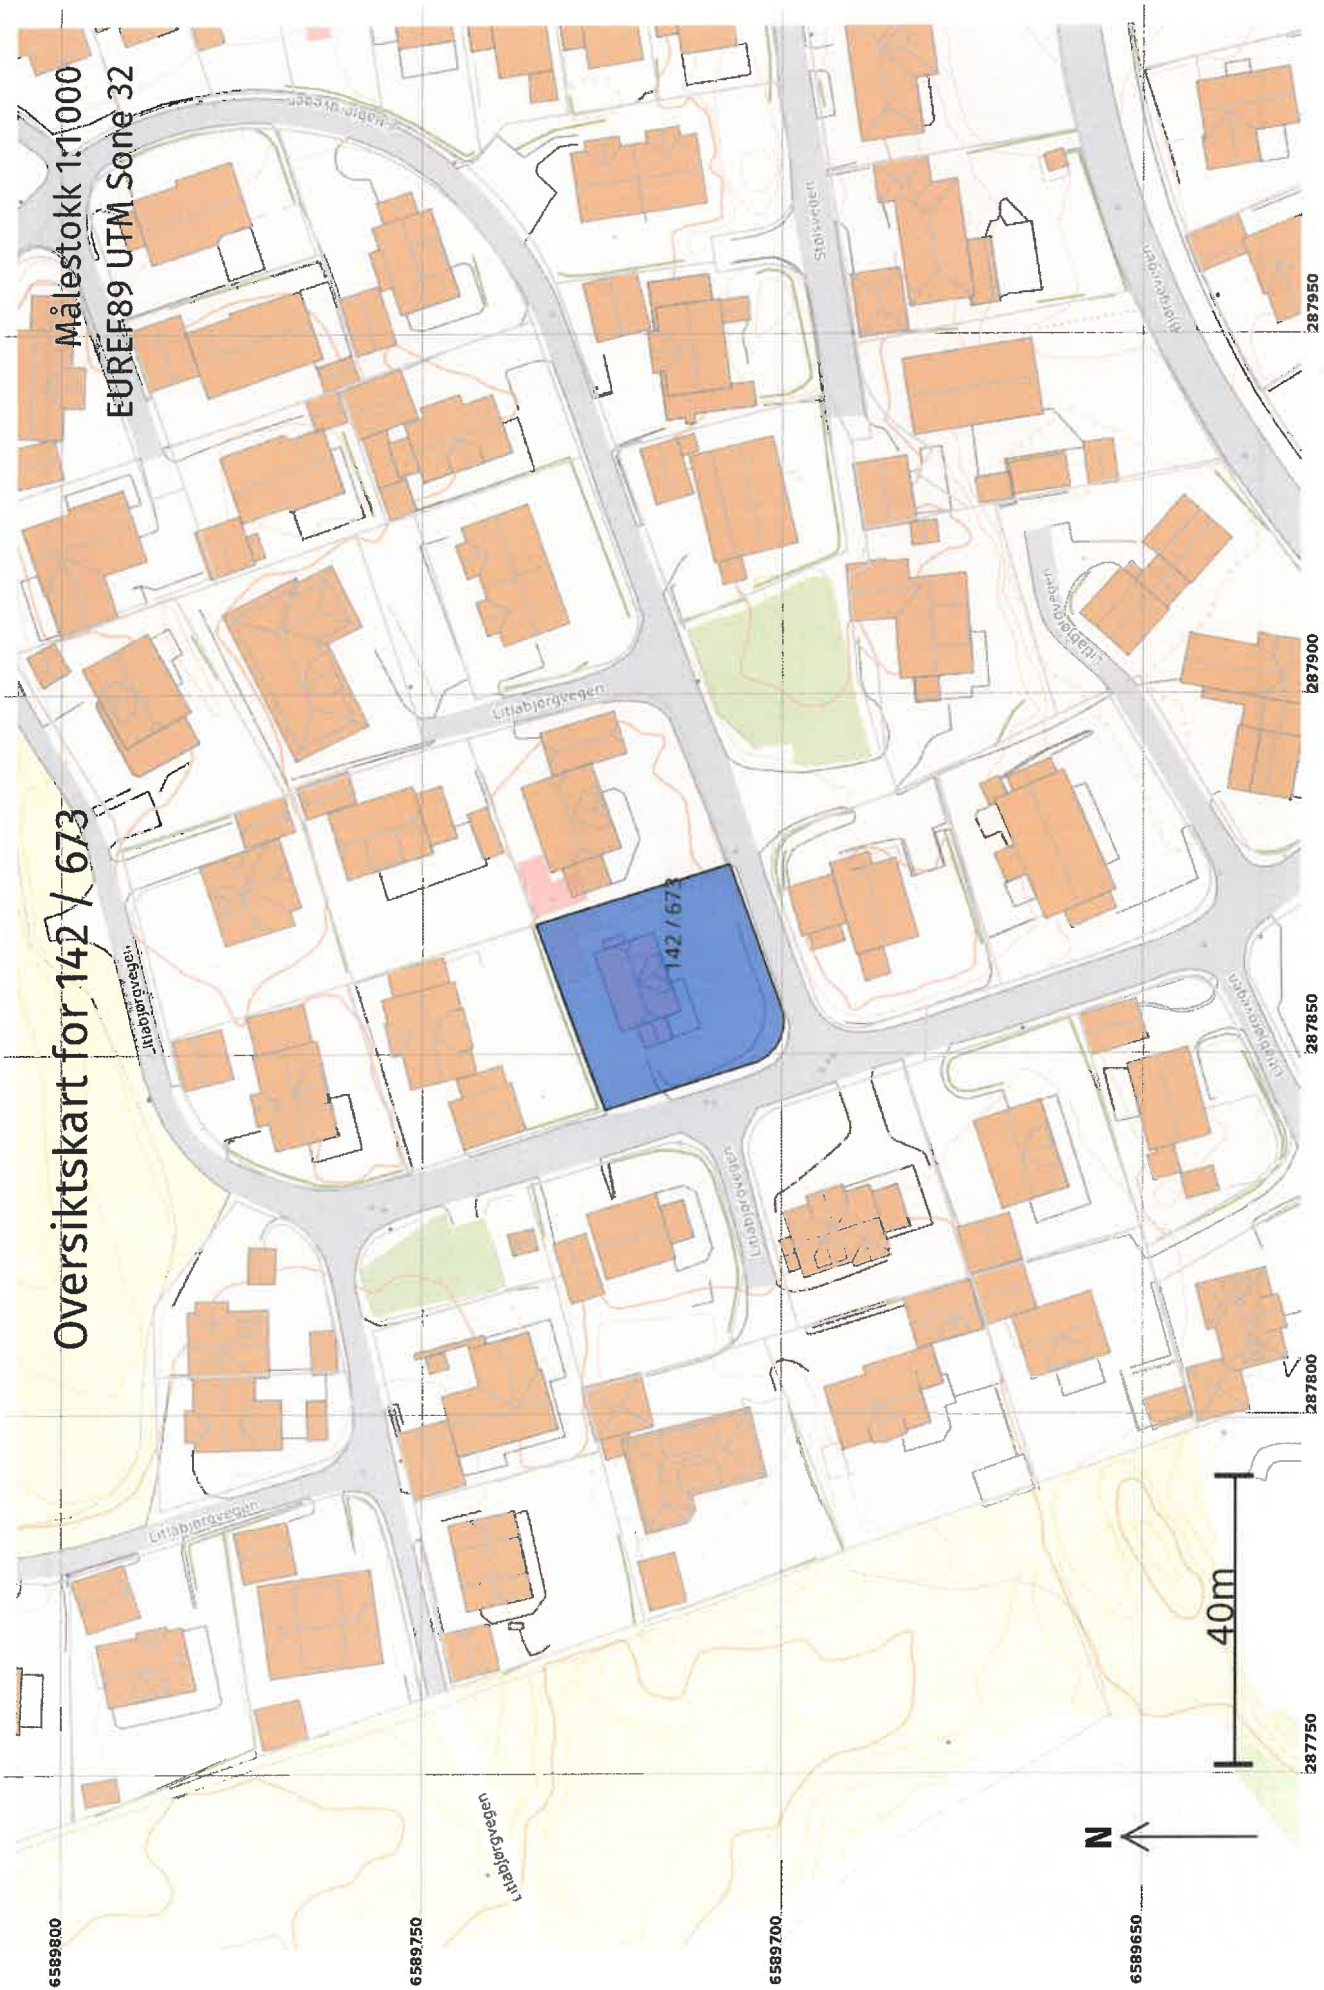 Oversiktskart for 142 / 673
Målestokk 1:1000
EUREF89 UTM Sone 32
6589800
6589750
6589700
6589650
287750
287800
287850
287900
287950
Litlabjørgvegen
Litlabjørgvegen
Litlabjørgvegen
Litlabjørgvegen
Litlabjørgvegen
Litlabjørgvegen
Litlabjørgvegen
Stølsvegen
Bjørgavegen
142 / 673
N
40m